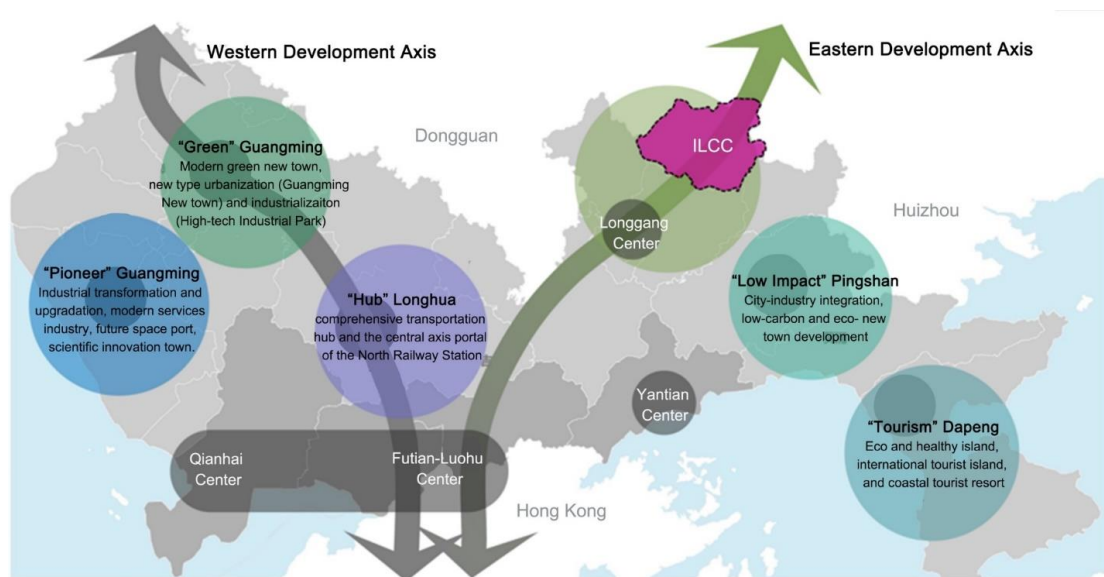 Western Development Axis
Eastern Development Axis
Dongguan
ILCC
"Green" Guangming
Modern green new town,
new type urbanization (Guangming
New town) and industrializaiton
(High-tech Industrial Park)
Longgang
Center
Huizhou
"Pioneer" Guangming
Industrial transformation and
upgradation, modern services
industry, future space port,
scientific innovation town.
"Hub" Longhua
comprehensive transportation
hub and the central axis portal
of the North Railway Station
"Low Impact" Pingshan
City-industry integration,
low-carbon and eco- new
town development
Yantian
Center
"Tourism" Dapeng
Eco and healthy island,
international tourist island,
and coastal tourist resort
Qianhai
Center
Futian-Luohu
Center
Hong Kong